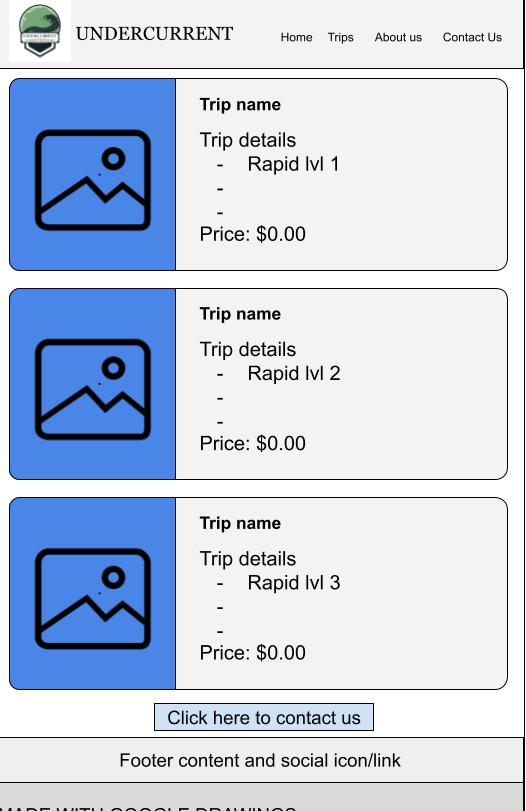 UNDERCURRENT
Home Trips About us Contact Us
Trip name
Trip details
- Rapid lvl 1
-
-
Price: $0.00
Trip name
Trip details
- Rapid lvl 2
-
-
Price: $0.00
Trip name
Trip details
- Rapid lvl 3
-
-
Price: $0.00
Click here to contact us
Footer content and social icon/link
MADE WITH GOOGLE DRAWINGS